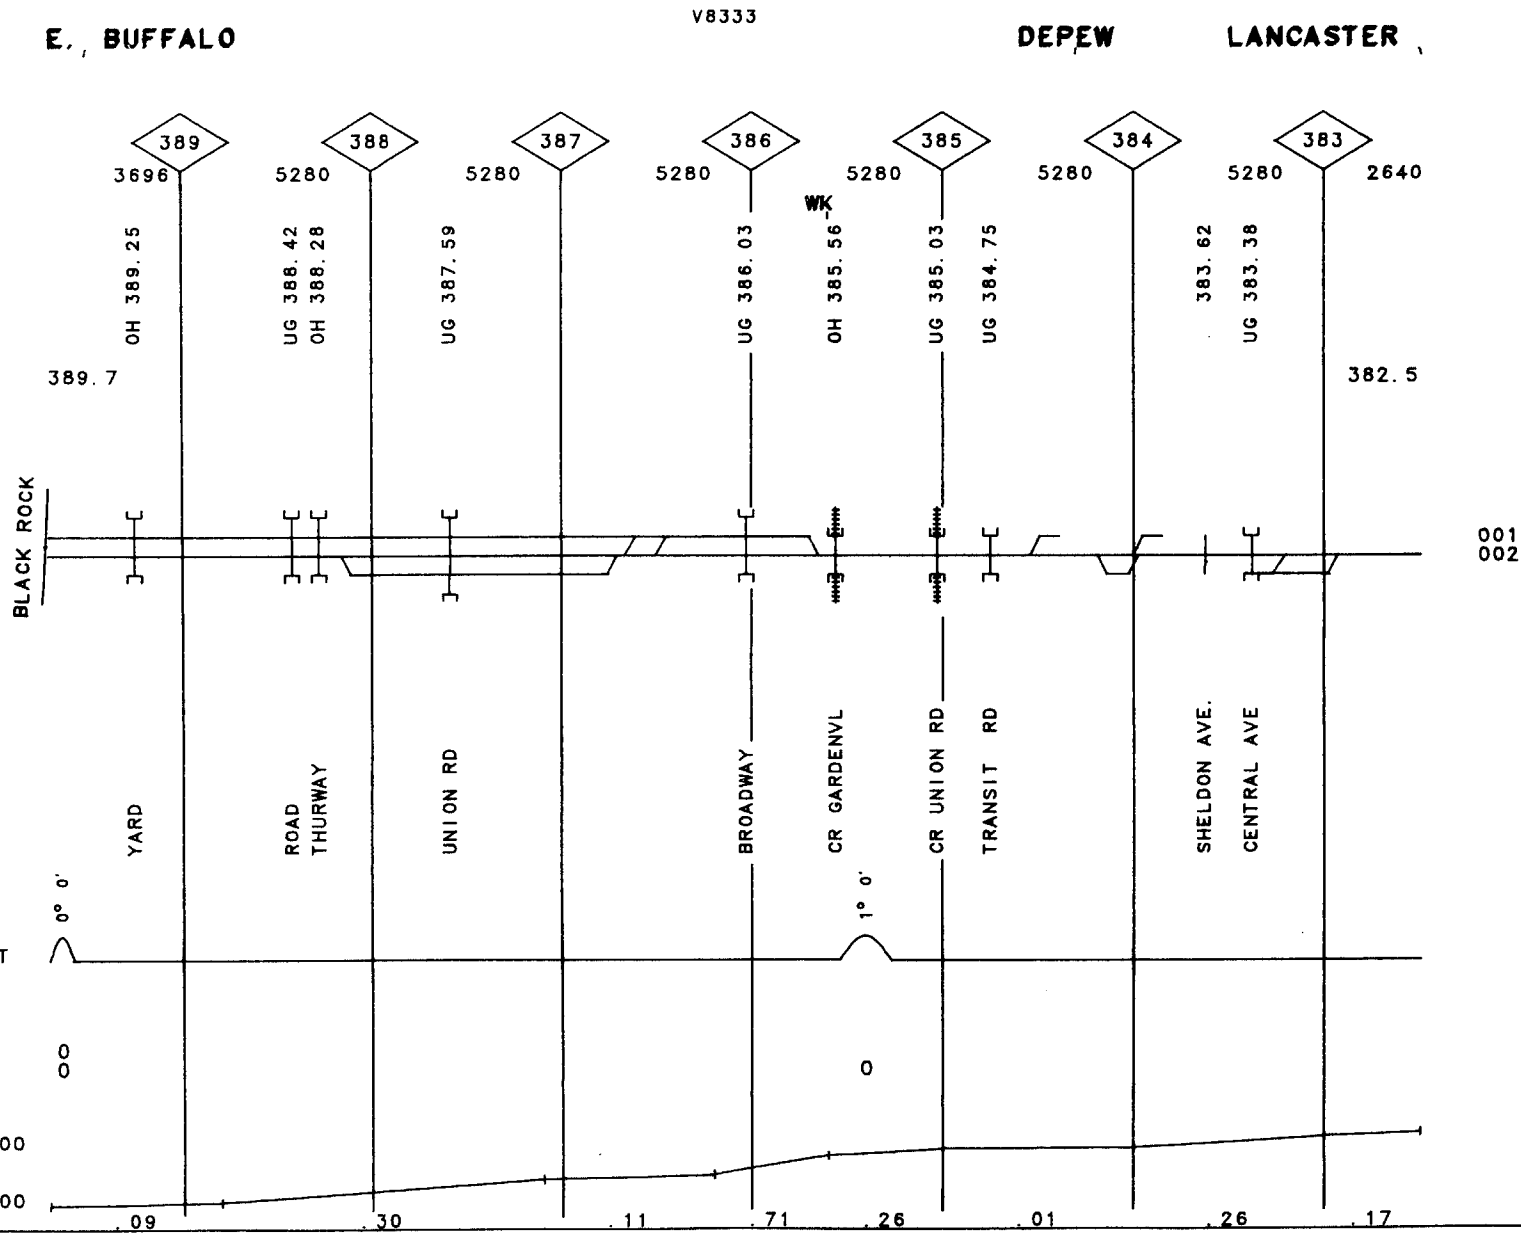 V8333
E. BUFFALO DEPEW LANCASTER
389 388 387 386 385 384 383
3696 5280 5280 5280 5280 5280 5280 2640
WK
OH 389.25
UG 388.42
OH 388.28
UG 387.59
UG 386.03
OH 385.56
UG 385.03
UG 384.75
383.62
UG 383.38
389.7 382.5
BLACK ROCK
001
002
YARD
ROAD
THURWAY
UNION RD
BROADWAY
CR GARDENVL
CR UNION RD
TRANSIT RD
SHELDON AVE.
CENTRAL AVE
0° 0'
1° 0'
T
0
0 0
00
00
.09 .30 .11 .71 .26 .01 .26 .17